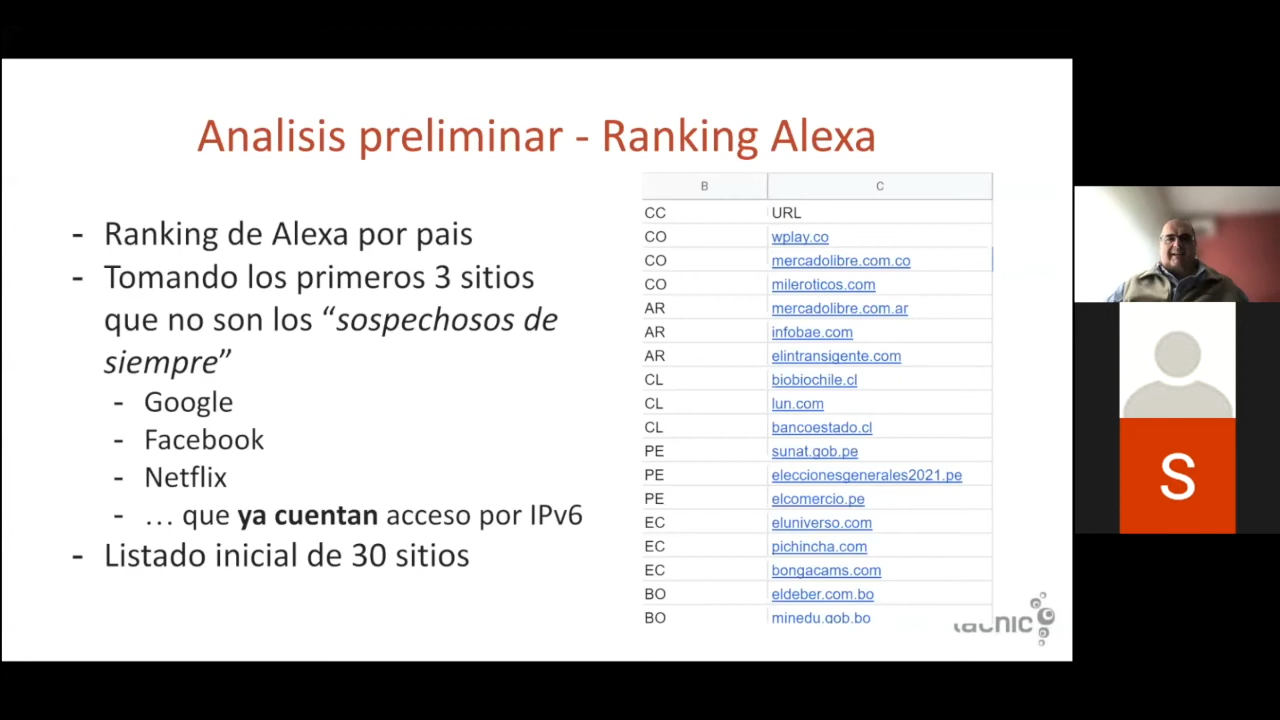 Analisis preliminar - Ranking Alexa
- Ranking de Alexa por pais
- Tomando los primeros 3 sitios
que no son los “sospechosos de
siempre”
- Google
- Facebook
- Netflix
- … que ya cuentan acceso por IPv6
- Listado inicial de 30 sitios
B C
CC URL
CO wplay.co
CO mercadolibre.com.co
CO mileroticos.com
AR mercadolibre.com.ar
AR infobae.com
AR elintransigente.com
CL biobiochile.cl
CL lun.com
CL bancoestado.cl
PE sunat.gob.pe
PE eleccionesgenerales2021.pe
PE elcomercio.pe
EC eluniverso.com
EC pichincha.com
EC bongacams.com
BO eldeber.com.bo
BO minedu.gob.bo
lacnic
S